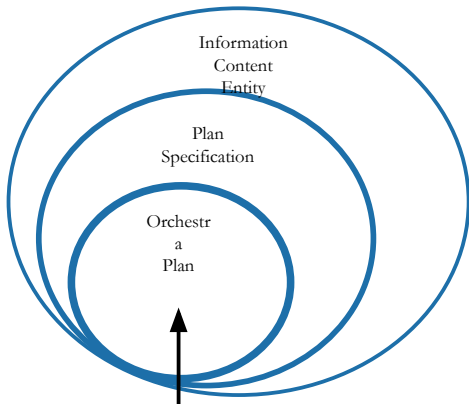 Information
Content
Entity
Plan
Specification
Orchestr
a
Plan